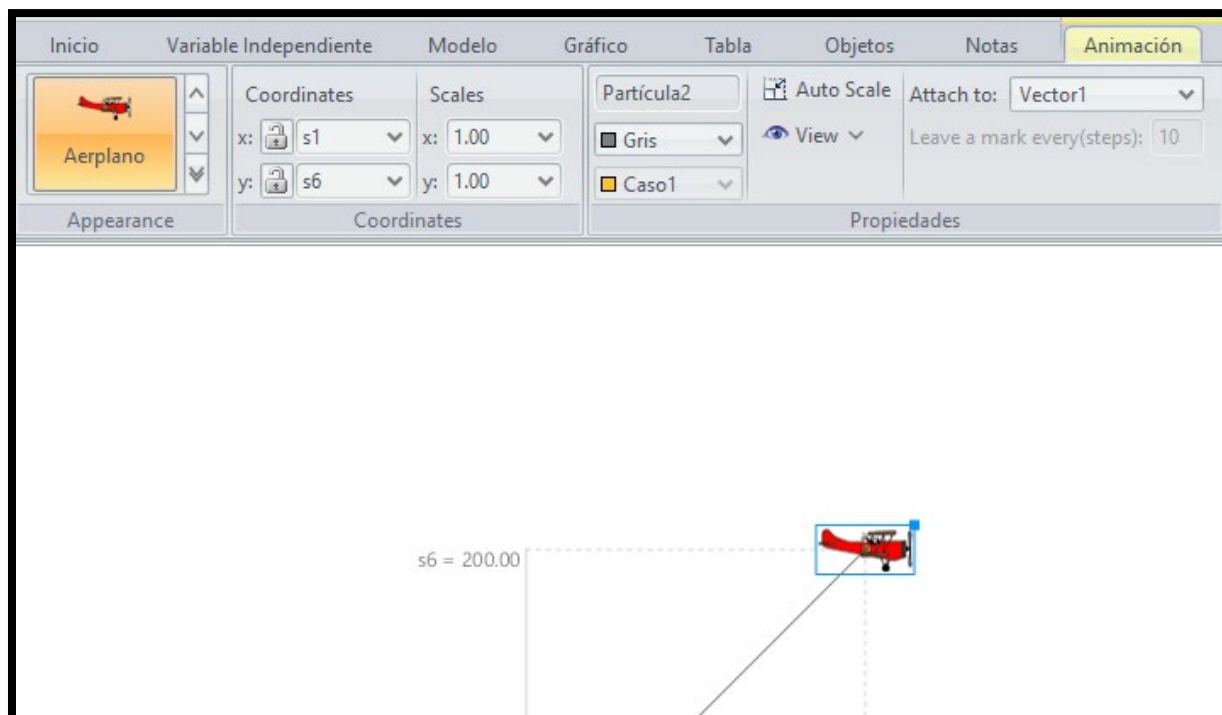 Inicio Variable Independiente Modelo Gráfico Tabla Objetos Notas Animación
Aerplano
Appearance
Coordinates Scales
x: s1 x: 1.00
y: s6 y: 1.00
Coordinates
Partícula2
Gris
Caso1
Auto Scale
View
Attach to: Vector1
Leave a mark every(steps): 10
Propiedades
s6 = 200.00